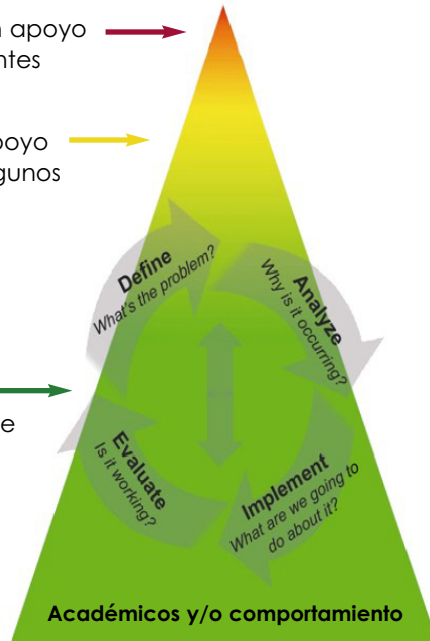 apoyo
ntes
poyo
gunos
e
Define
What's the problem?
Analyze
Why is it occurring?
Implement
What are we going to
do about it?
Evaluate
Is it working?
Académicos y/o comportamiento